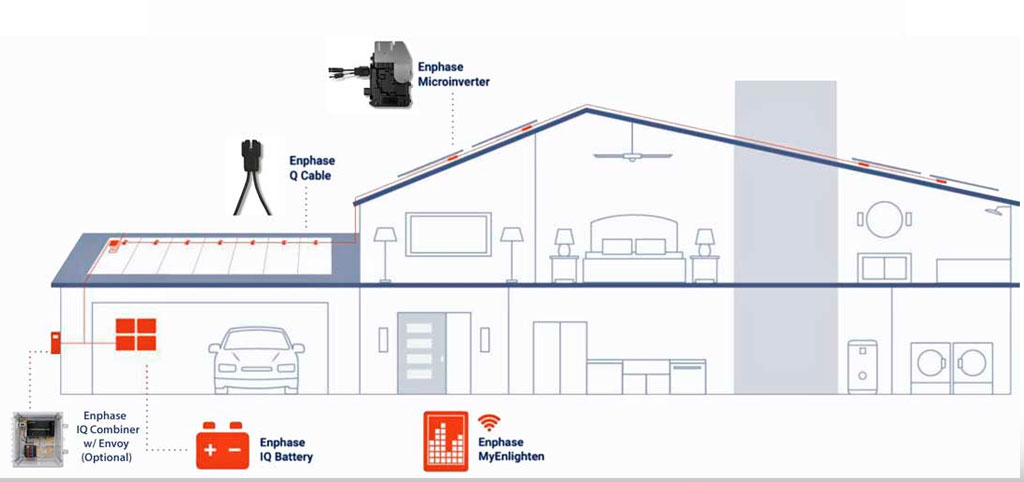 Enphase
Microinverter
Enphase
Q Cable
Enphase
IQ Combiner
w/ Envoy
(Optional)
Enphase
IQ Battery
Enphase
MyEnlighten